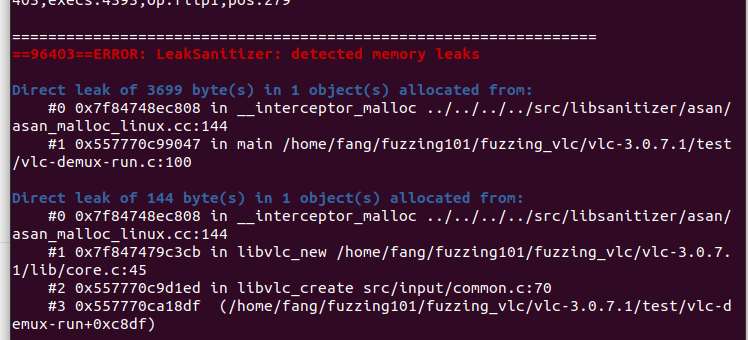 403,execs:4393,op:flip1,pos:279
=================================================================
==96403==ERROR: LeakSanitizer: detected memory leaks
Direct leak of 3699 byte(s) in 1 object(s) allocated from:
#0 0x7f84748ec808 in __interceptor_malloc ../../../../src/libsanitizer/asan/
asan_malloc_linux.cc:144
#1 0x557770c99047 in main /home/fang/fuzzing101/fuzzing_vlc/vlc-3.0.7.1/test
/vlc-demux-run.c:100
Direct leak of 144 byte(s) in 1 object(s) allocated from:
#0 0x7f84748ec808 in __interceptor_malloc ../../../../src/libsanitizer/asan/
asan_malloc_linux.cc:144
#1 0x7f847479c3cb in libvlc_new /home/fang/fuzzing101/fuzzing_vlc/vlc-3.0.7.
1/lib/core.c:45
#2 0x557770c9d1ed in libvlc_create src/input/common.c:70
#3 0x557770ca18df  (/home/fang/fuzzing101/fuzzing_vlc/vlc-3.0.7.1/test/vlc-d
emux-run+0xc8df)